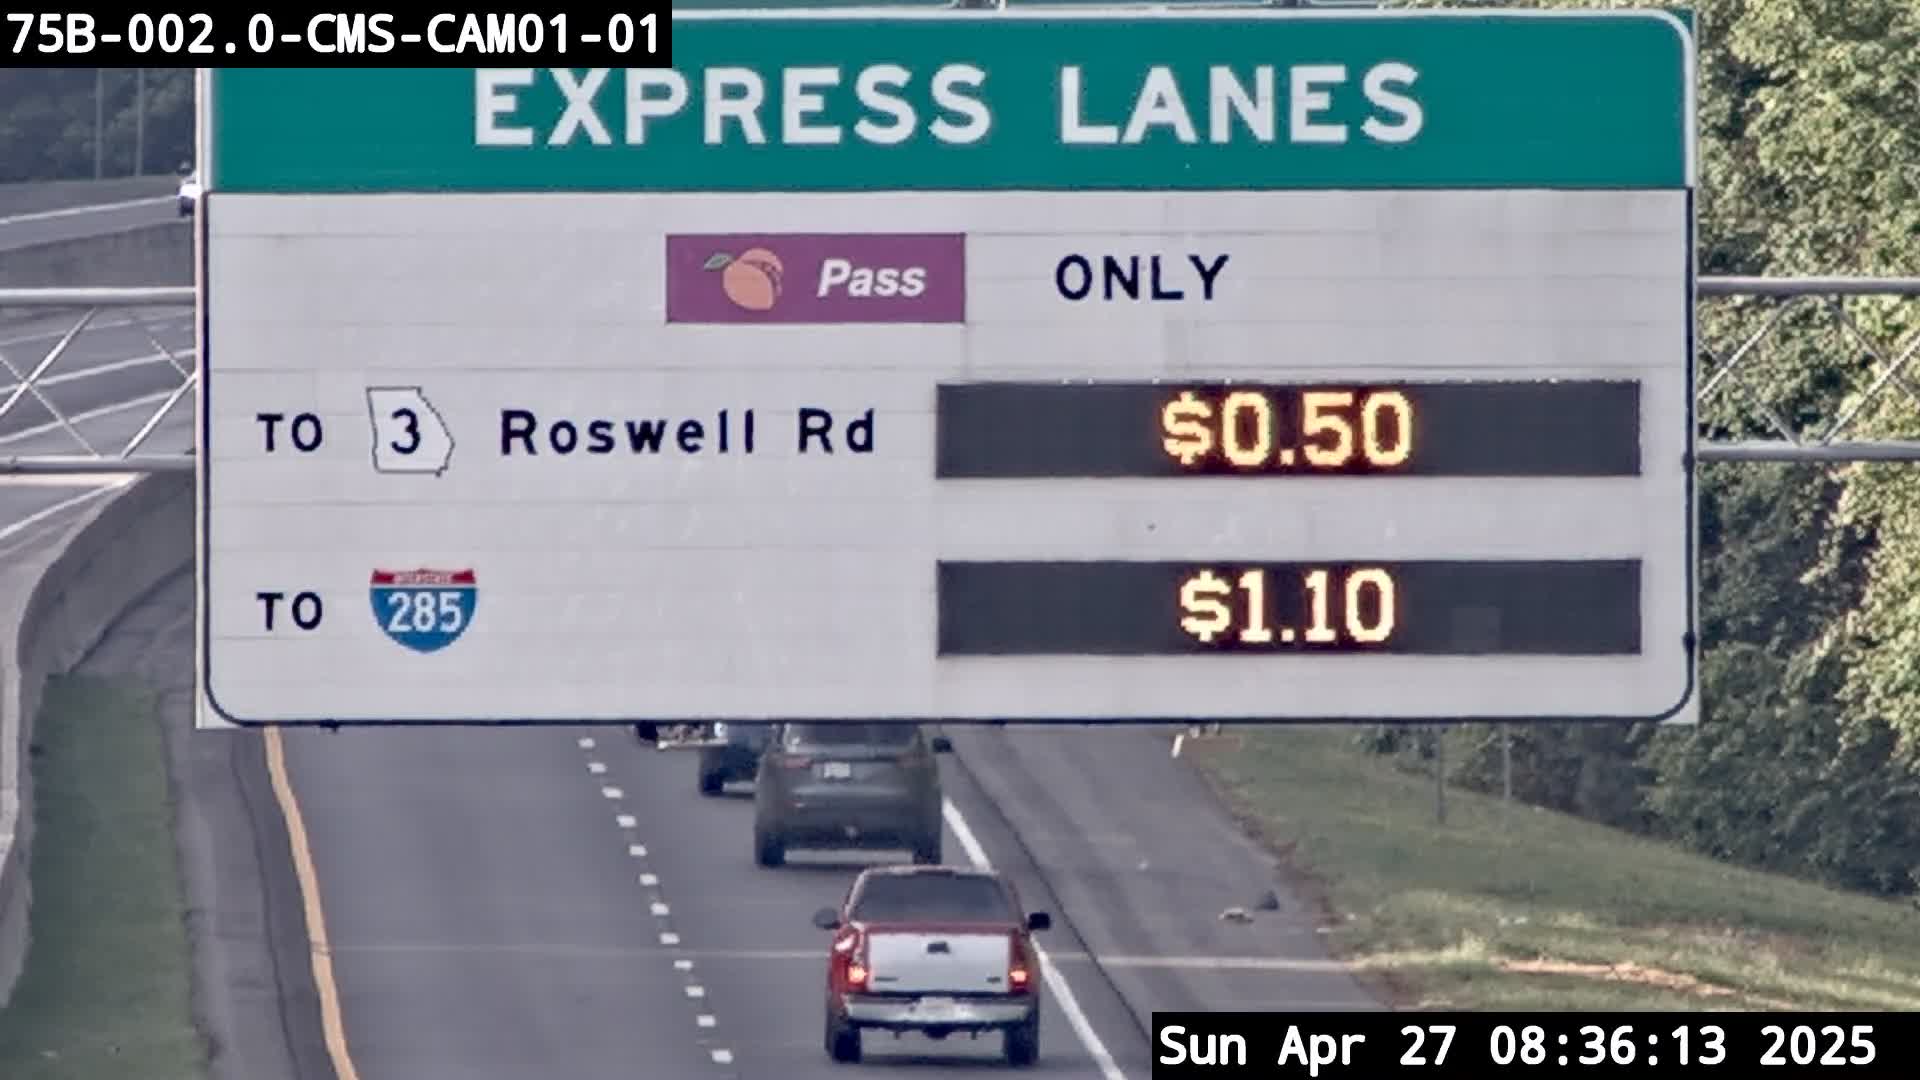 75B-002.0-CMS-CAM01-01
EXPRESS LANES
Pass ONLY
TO 3 Roswell Rd $0.50
TO 285 $1.10
Sun Apr 27 08:36:13 2025